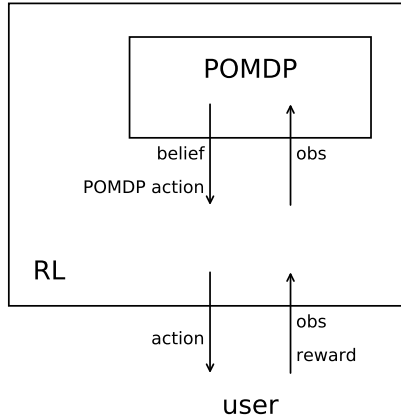 POMDP
belief
obs
POMDP action
RL
obs
action
reward
user